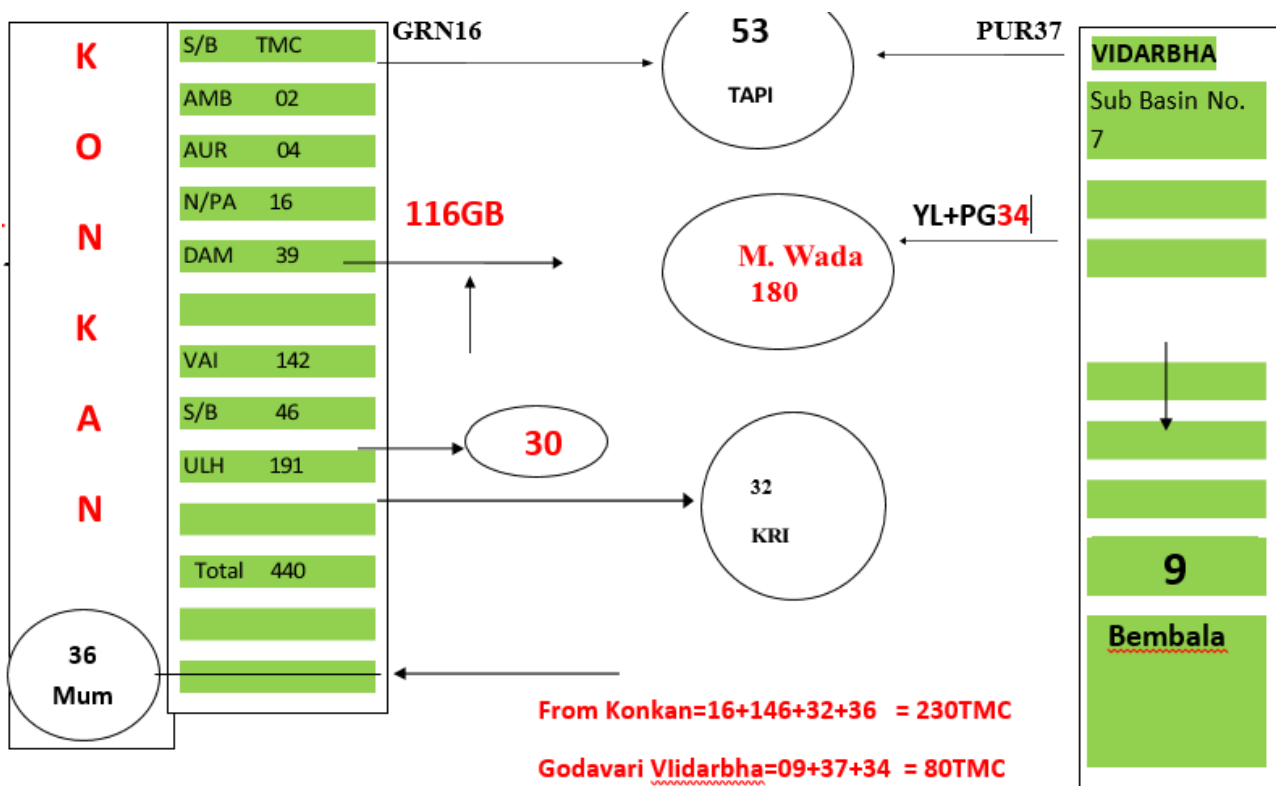 K
O
N
K
A
N
S/B TMC
AMB 02
AUR 04
N/PA 16
DAM 39
VAI 142
S/B 46
ULH 191
Total 440
36
Mum
GRN16
53
TAPI
PUR37
116GB
M. Wada
180
YL+PG34
30
32
KRI
VIDARBHA
Sub Basin No.
7
9
Bembala
From Konkan=16+146+32+36 = 230TMC
Godavari VIidarbha=09+37+34 = 80TMC